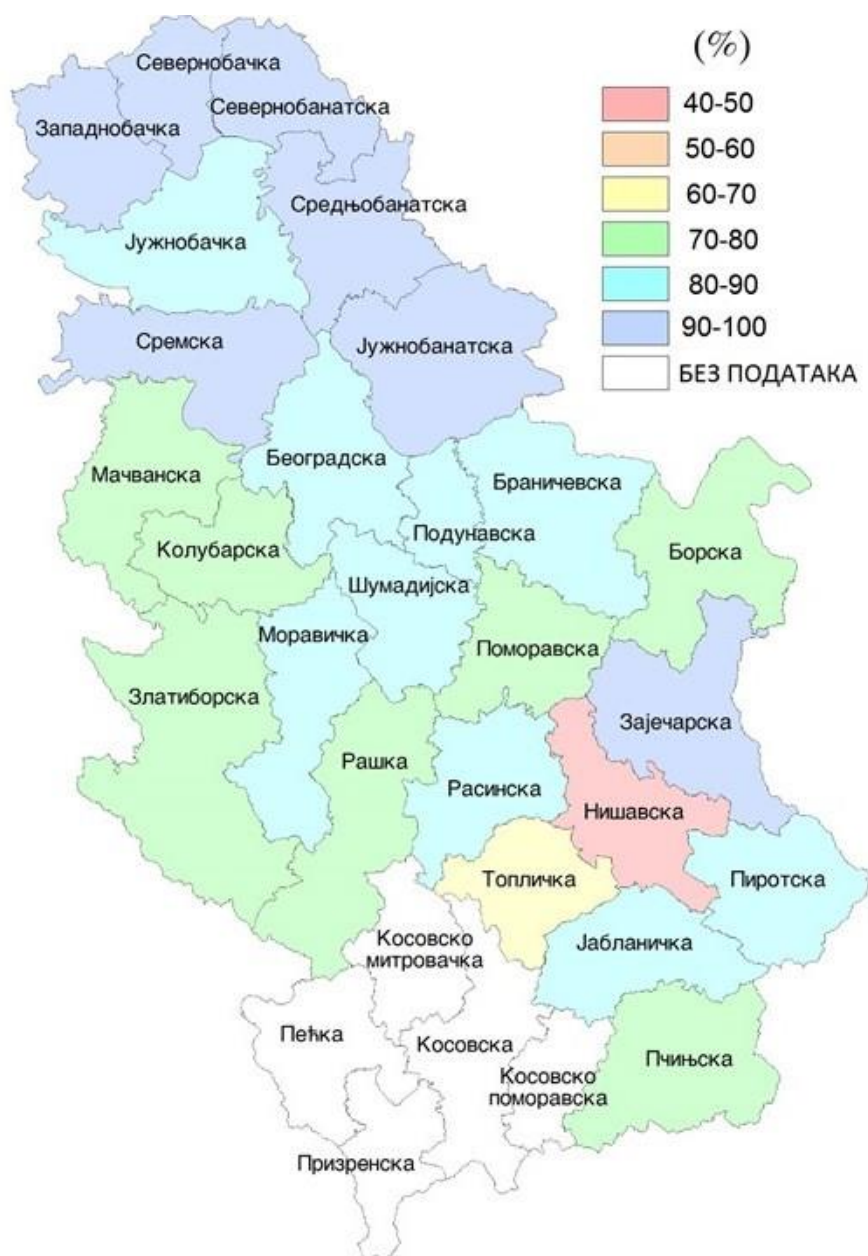 (%)
40-50
50-60
60-70
70-80
80-90
90-100
БЕЗ ПОДАТАКА
Севернобачка
Севернобанатска
Западнобачка
Средњобанатска
Јужнобачка
Сремска
Јужнобанатска
Београдска
Мачванска
Браничевска
Подунавска
Колубарска
Борска
Шумадијска
Моравичка
Поморавска
Златиборска
Зајечарска
Рашка
Расинска
Нишавска
Топличка
Пиротска
Косовско
митровачка
Јабланичка
Пећка
Косовска
Косовско
поморавска
Пчињска
Призренска